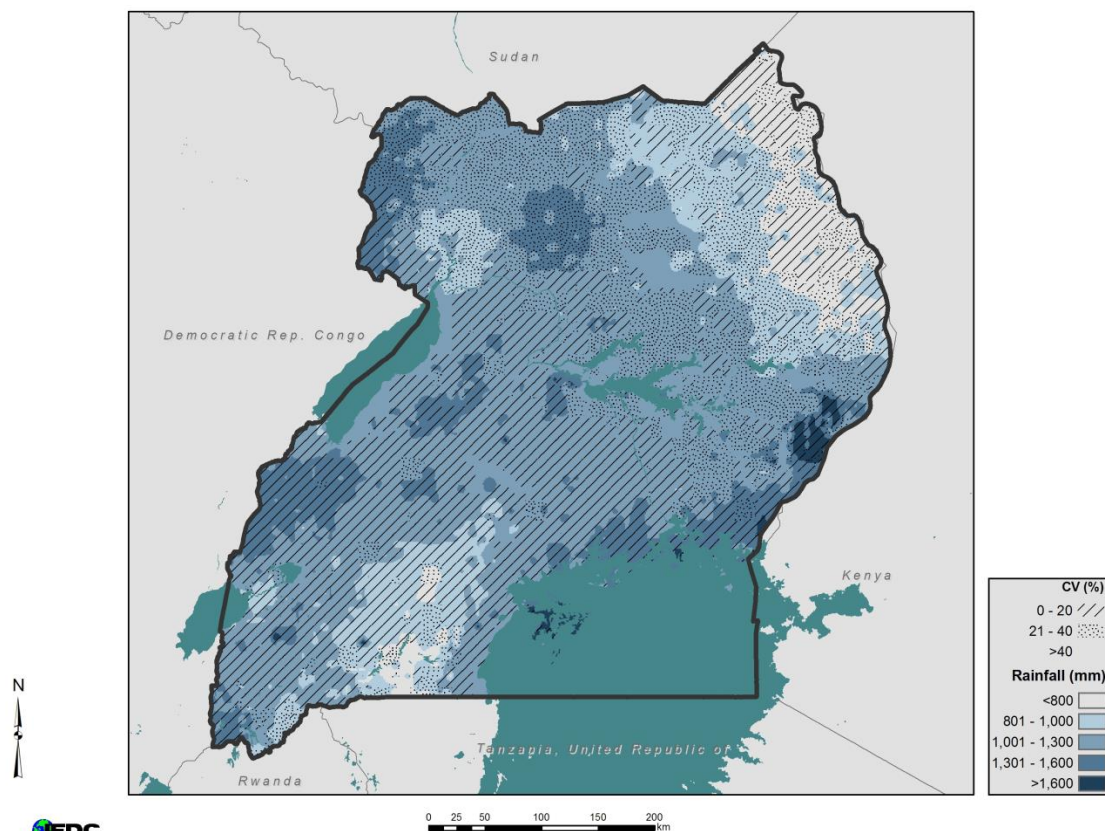 Sudan
Democratic Rep. Congo
Kenya
CV (%)
0 - 20
21 - 40
>40
Rainfall (mm)
<800
801 - 1,000
1,001 - 1,300
1,301 - 1,600
>1,600
N
Tanzapia, United Republic of
Rwanda
0 25 50 100 150 200
km